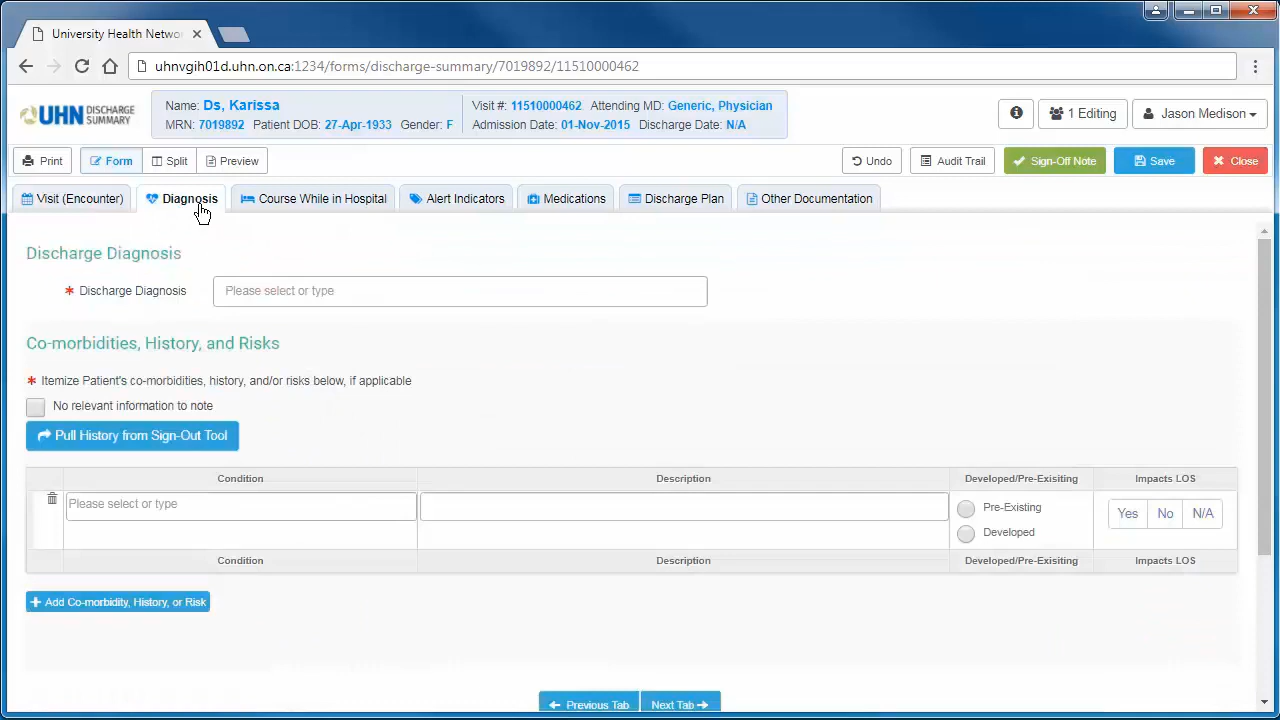 University Health Netwo
uhnvgih01d.uhn.on.ca:1234/forms/discharge-summary/7019892/11510000462
UHN DISCHARGE SUMMARY
Name: Ds, Karissa
MRN: 7019892 Patient DOB: 27-Apr-1933 Gender: F
Visit #: 11510000462 Attending MD: Generic, Physician
Admission Date: 01-Nov-2015 Discharge Date: N/A
1 Editing
Jason Medison
Print
Form
Split
Preview
Undo
Audit Trail
Sign-Off Note
Save
Close
Visit (Encounter)
Diagnosis
Course While in Hospital
Alert Indicators
Medications
Discharge Plan
Other Documentation
Discharge Diagnosis
* Discharge Diagnosis
Please select or type
Co-morbidities, History, and Risks
* Itemize Patient's co-morbidities, history, and/or risks below, if applicable
No relevant information to note
Pull History from Sign-Out Tool
Condition Description Developed/Pre-Exisiting Impacts LOS
Please select or type
Pre-Existing
Developed
Yes No N/A
Condition Description Developed/Pre-Exisiting Impacts LOS
+ Add Co-morbidity, History, or Risk
Previous Tab
Next Tab